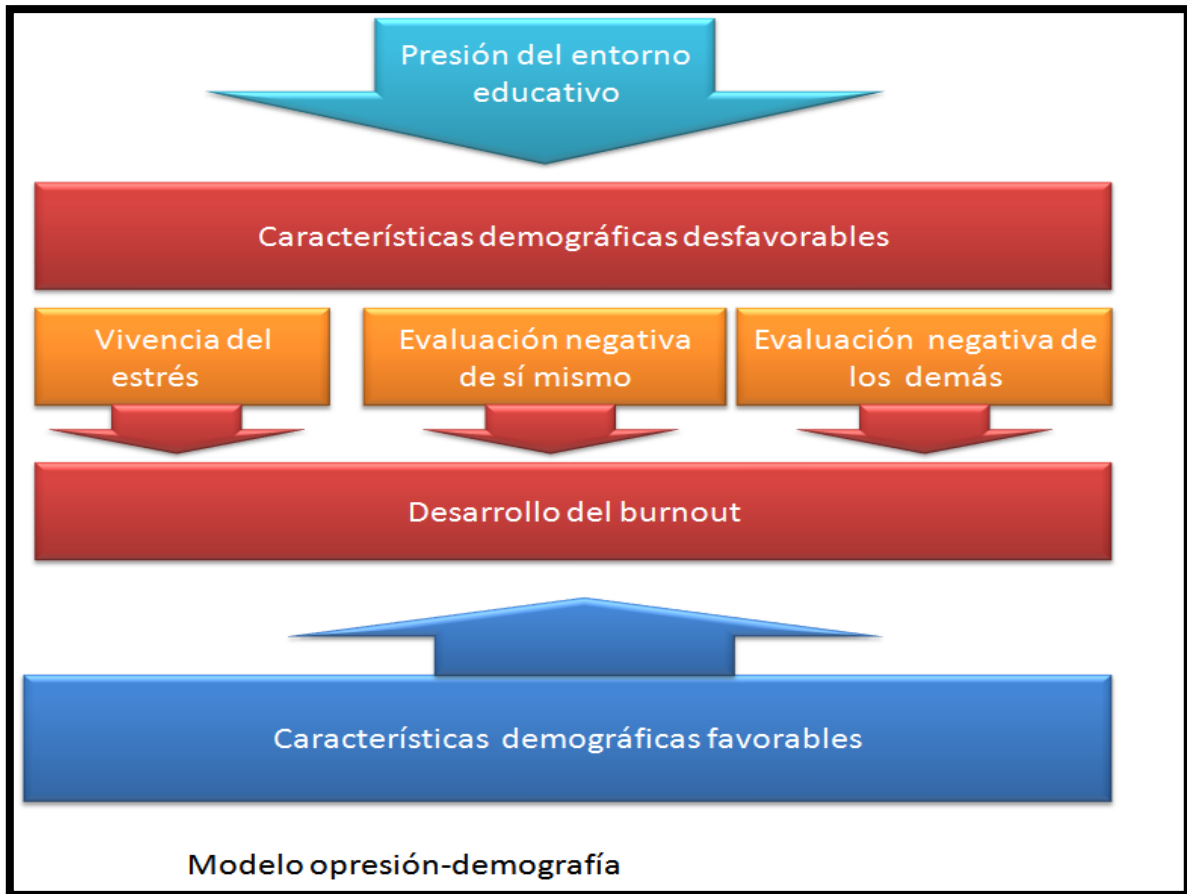 Presión del entorno
educativo
Características demográficas desfavorables
Vivencia del
estrés
Evaluación negativa
de sí mismo
Evaluación negativa de
los demás
Desarrollo del burnout
Características demográficas favorables
Modelo opresión-demografía